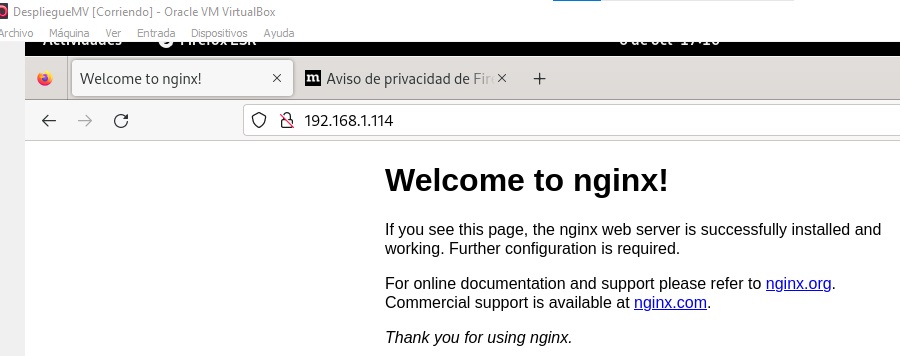 DespliegueMV [Corriendo] - Oracle VM VirtualBox
Archivo Máquina Ver Entrada Dispositivos Ayuda
Actividades Firefox ESR
Welcome to nginx! × m Aviso de privacidad de Fire × +
192.168.1.114
Welcome to nginx!
If you see this page, the nginx web server is successfully installed and
working. Further configuration is required.
For online documentation and support please refer to nginx.org.
Commercial support is available at nginx.com.
Thank you for using nginx.